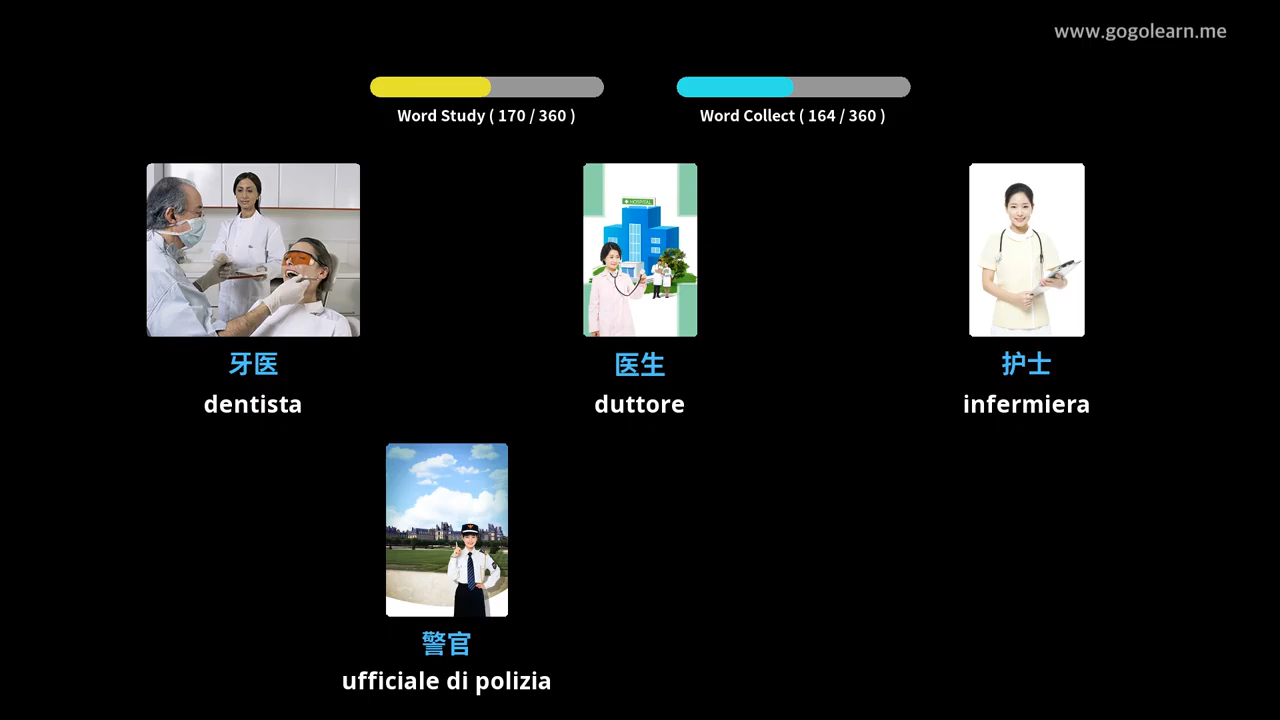 www.gogolearn.me
Word Study ( 170 / 360 )
Word Collect ( 164 / 360 )
HOSPITAL
牙医
医生
护士
dentista
duttore
infermiera
警官
ufficiale di polizia